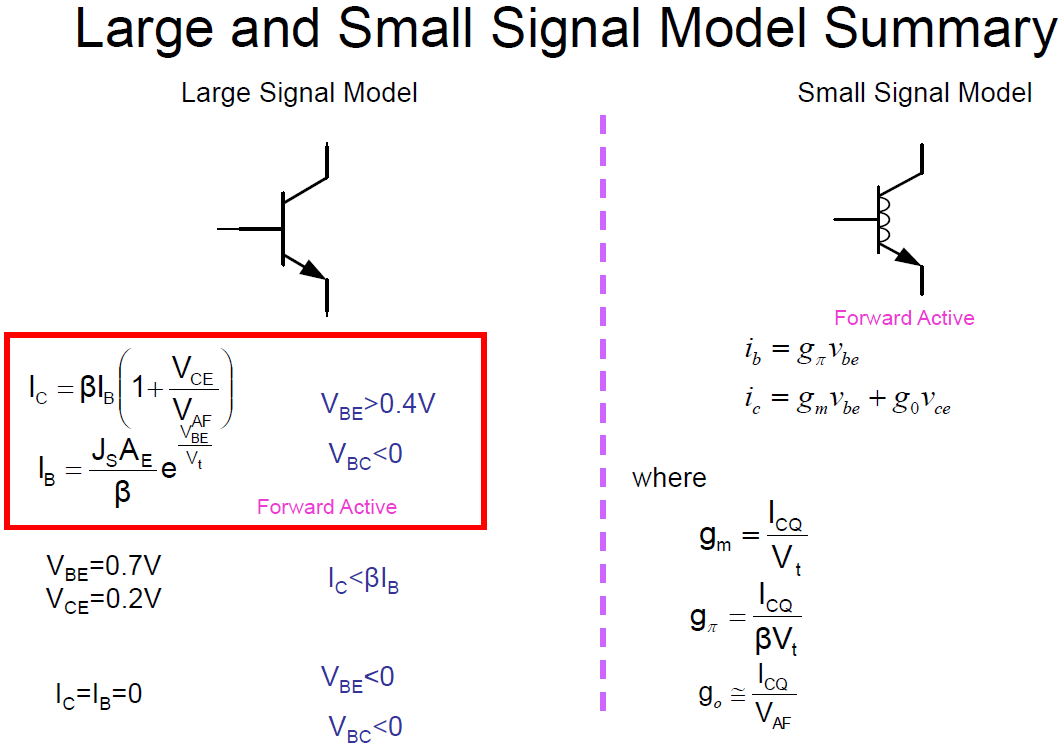 Large and Small Signal Model Summary
Large Signal Model
Small Signal Model
I_C = βI_B(1 + V_CE/V_AF)
V_BE>0.4V
I_B = (J_S A_E/β) e^(V_BE/V_t)
V_BC<0
Forward Active
V_BE=0.7V
V_CE=0.2V
I_C<βI_B
I_C=I_B=0
V_BE<0
V_BC<0
Forward Active
i_b = g_π v_be
i_c = g_m v_be + g_0 v_ce
where
g_m = I_CQ/V_t
g_π = I_CQ/βV_t
g_o ≅ I_CQ/V_AF